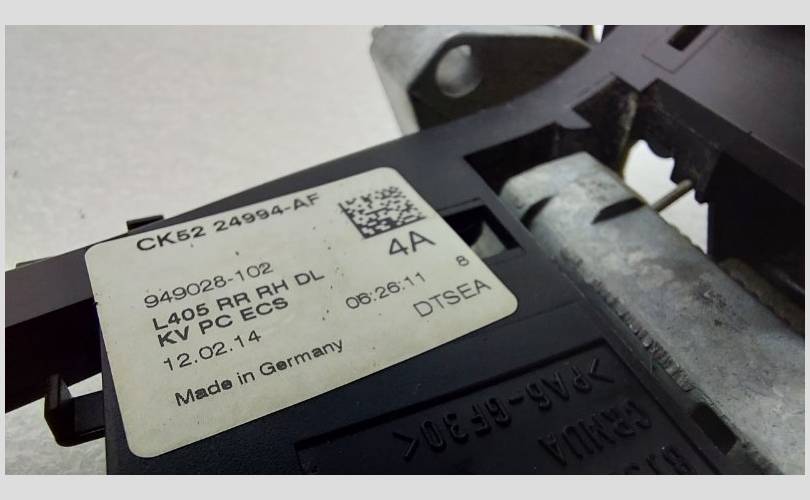 CK52 24994-AF
4A
949028-102
L405 RR RH DL
KV PC ECS
12.02.14
06:26:11 8
DTSEA
Made in Germany
>PA6-GF30<